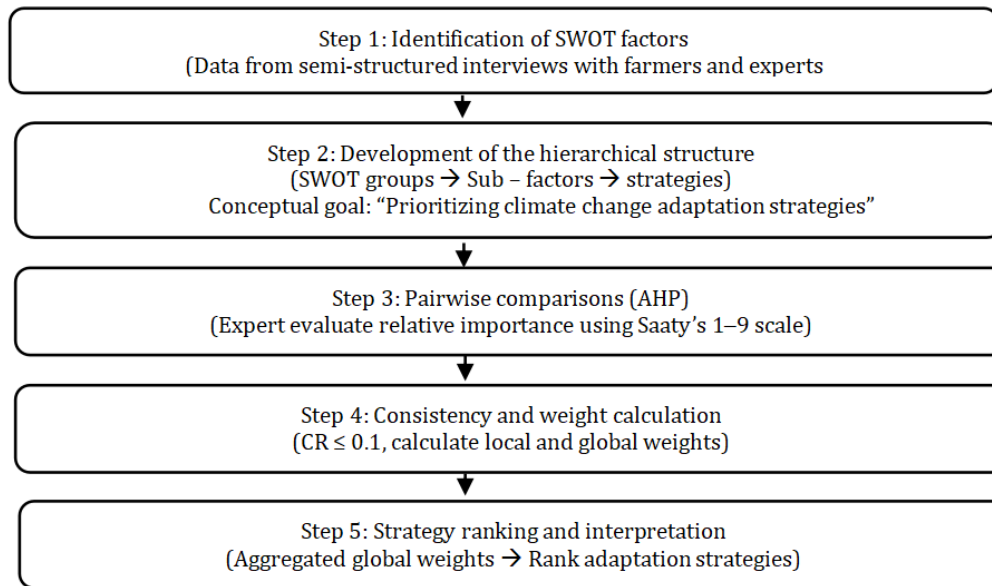 Step 1: Identification of SWOT factors
(Data from semi-structured interviews with farmers and experts
Step 2: Development of the hierarchical structure
(SWOT groups → Sub – factors → strategies)
Conceptual goal: “Prioritizing climate change adaptation strategies”
Step 3: Pairwise comparisons (AHP)
(Expert evaluate relative importance using Saaty’s 1–9 scale)
Step 4: Consistency and weight calculation
(CR ≤ 0.1, calculate local and global weights)
Step 5: Strategy ranking and interpretation
(Aggregated global weights → Rank adaptation strategies)